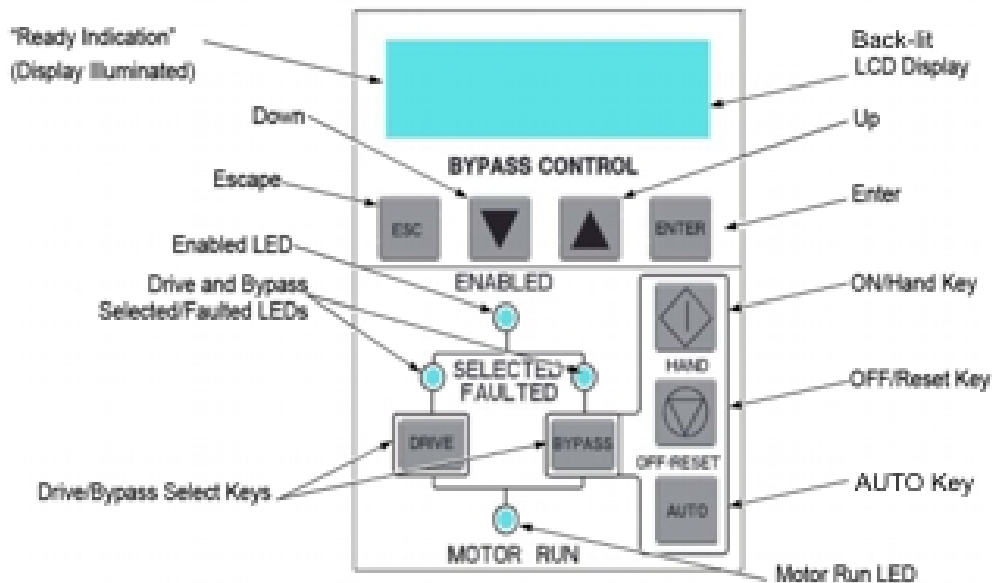 "Ready Indication"
(Display Illuminated)
Back-lit
LCD Display
Down
Up
BYPASS CONTROL
Escape
Enter
ESC
ENTER
Enabled LED
ENABLED
Drive and Bypass
Selected/Faulted LEDs
ON/Hand Key
SELECTED
FAULTED
HAND
OFF/Reset Key
DRIVE
BYPASS
OFF/RESET
Drive/Bypass Select Keys
AUTO Key
AUTO
MOTOR RUN
Motor Run LED